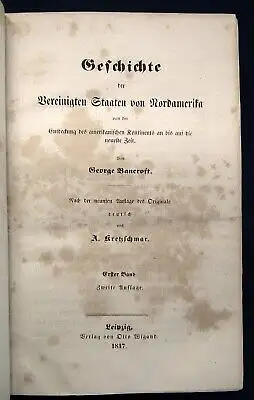 Geschichte
der
Vereinigten Staaten von Nordamerika
von der
Entdeckung des amerikanischen Kontinents an bis auf die
neueste Zeit.
Von
George Bancroft.
Nach der neunten Auflage des Originals
deutsch
von
A. Kretzschmar.
Erster Band
Zweite Auflage.
Leipzig,
Verlag von Otto Wigand.
1847.